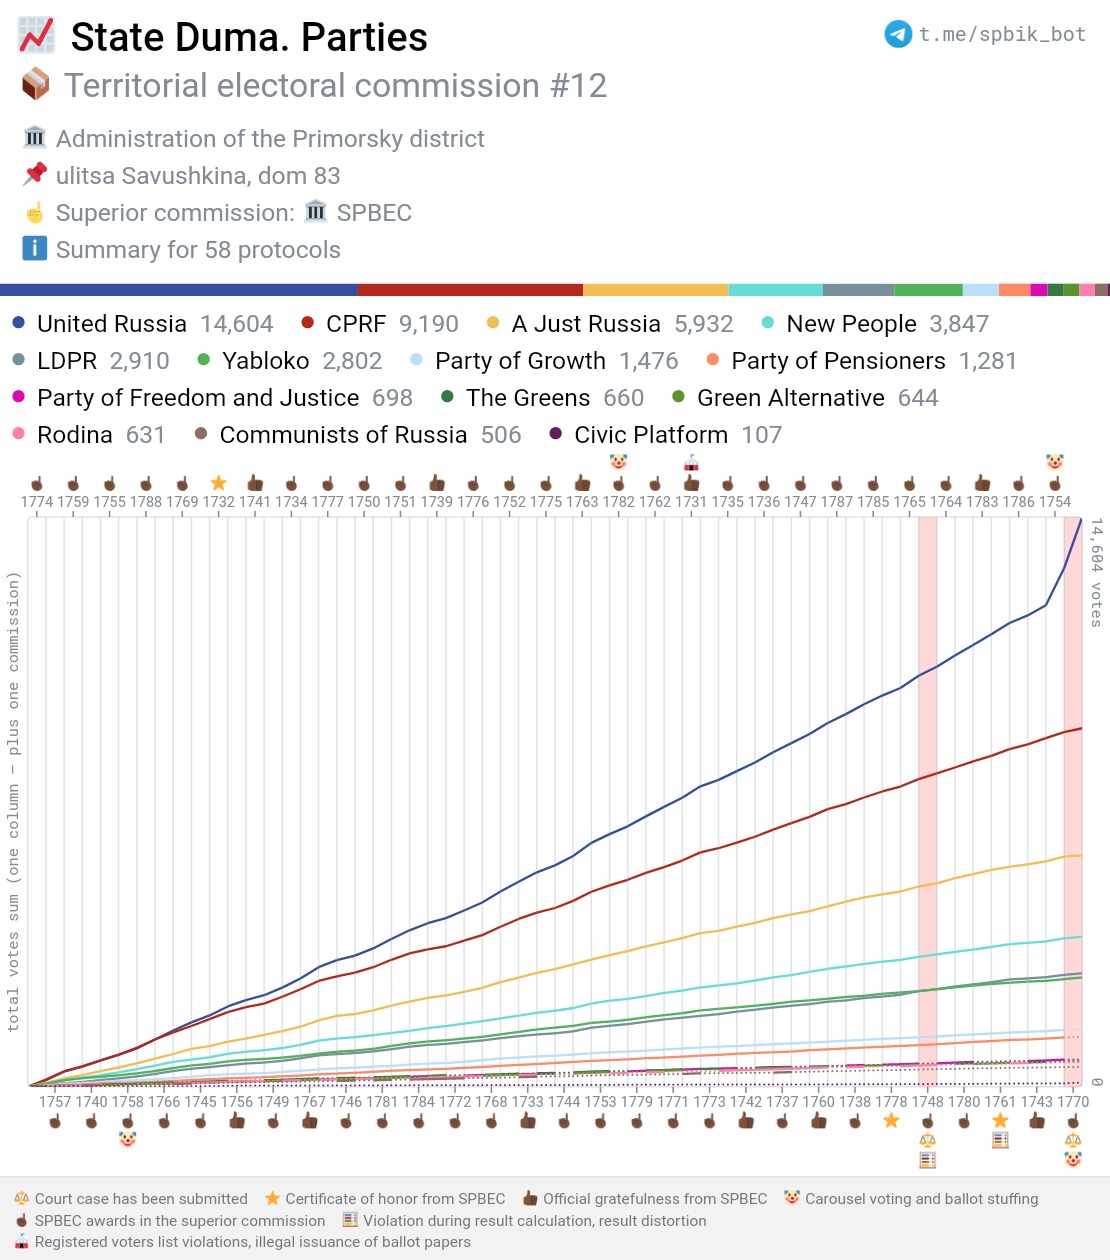 State Duma. Parties
t.me/spbik_bot
Territorial electoral commission #12
Administration of the Primorsky district
ulitsa Savushkina, dom 83
Superior commission: SPBEC
Summary for 58 protocols
United Russia 14,604 CPRF 9,190 A Just Russia 5,932 New People 3,847
LDPR 2,910 Yabloko 2,802 Party of Growth 1,476 Party of Pensioners 1,281
Party of Freedom and Justice 698 The Greens 660 Green Alternative 644
Rodina 631 Communists of Russia 506 Civic Platform 107
1774 1759 1755 1788 1769 1732 1741 1734 1777 1750 1751 1739 1776 1752 1775 1763 1782 1762 1731 1735 1736 1747 1787 1785 1765 1764 1783 1786 1754
14,604 votes
total votes sum (one column – plus one commission)
0
1757 1740 1758 1766 1745 1756 1749 1767 1746 1781 1784 1772 1768 1733 1744 1753 1779 1771 1773 1742 1737 1760 1738 1778 1748 1780 1761 1743 1770
Court case has been submitted Certificate of honor from SPBEC Official gratefulness from SPBEC Carousel voting and ballot stuffing
SPBEC awards in the superior commission Violation during result calculation, result distortion
Registered voters list violations, illegal issuance of ballot papers